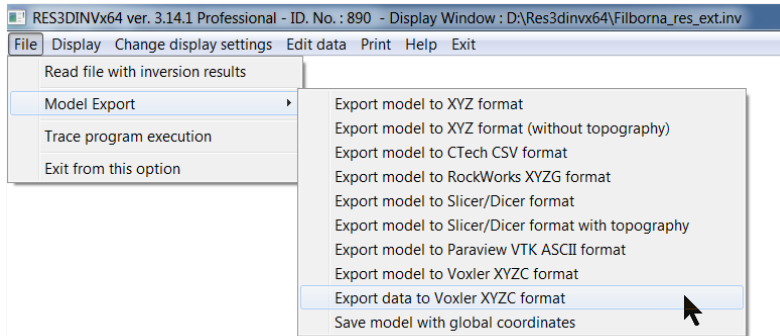 RES3DINVx64 ver. 3.14.1 Professional - ID. No. : 890 - Display Window : D:\Res3dinvx64\Filborna_res_ext.inv
File Display Change display settings Edit data Print Help Exit
Read file with inversion results
Model Export
Trace program execution
Exit from this option
Export model to XYZ format
Export model to XYZ format (without topography)
Export model to CTech CSV format
Export model to RockWorks XYZG format
Export model to Slicer/Dicer format
Export model to Slicer/Dicer format with topography
Export model to Paraview VTK ASCII format
Export model to Voxler XYZC format
Export data to Voxler XYZC format
Save model with global coordinates